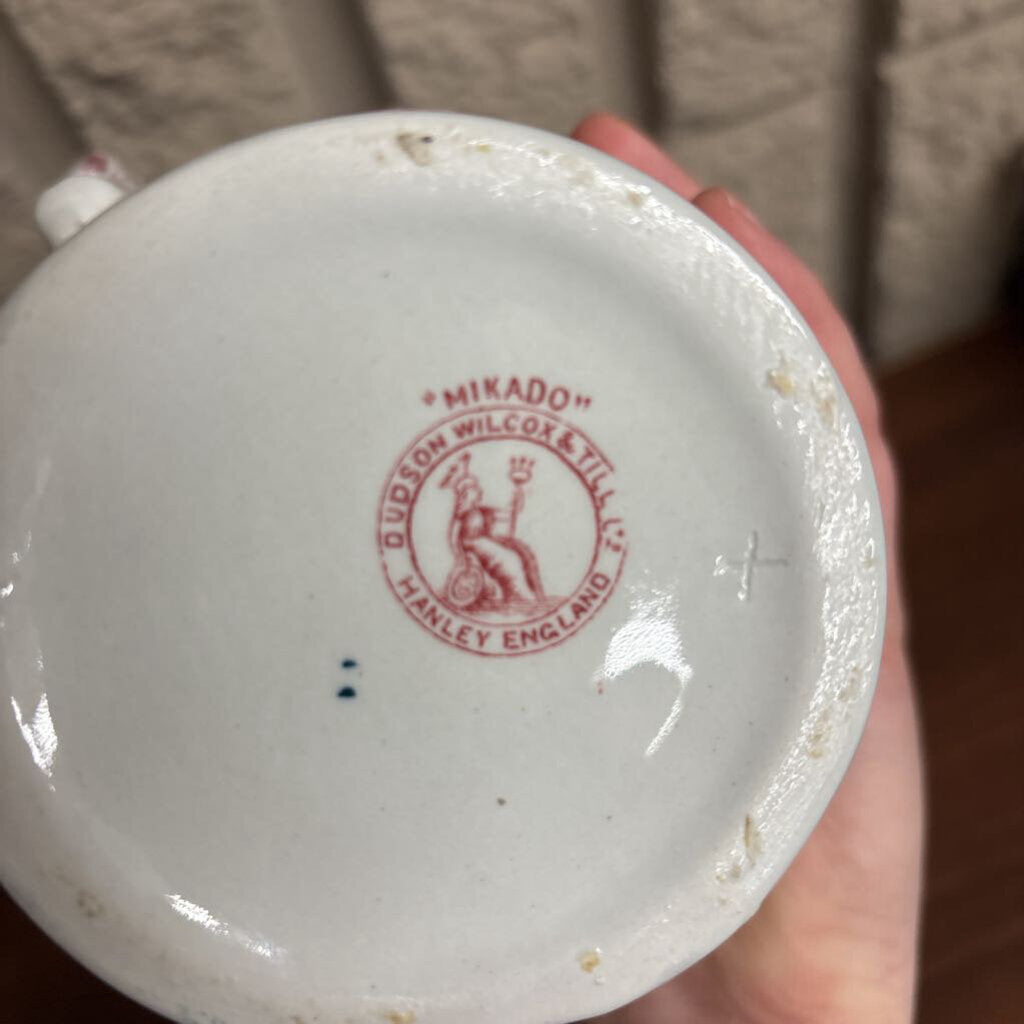 "MIKADO"
DUDSON WILCOX & TILL Lᵀᴰ
HANLEY ENGLAND